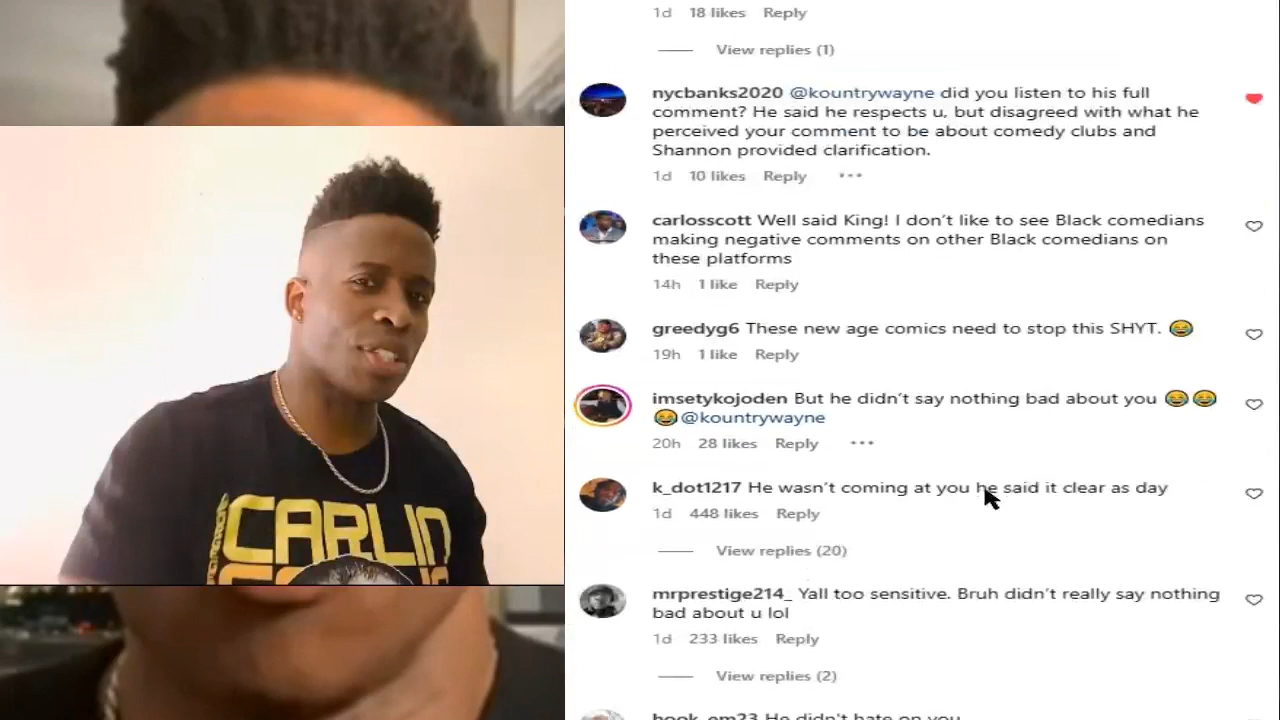 1d 18 likes Reply
View replies (1)
nycbanks2020 @kountrywayne did you listen to his full
comment? He said he respects u, but disagreed with what he
perceived your comment to be about comedy clubs and
Shannon provided clarification.
1d 10 likes Reply
carlosscott Well said King! I don't like to see Black comedians
making negative comments on other Black comedians on
these platforms
14h 1 like Reply
greedyg6 These new age comics need to stop this SHYT. 😂
19h 1 like Reply
imsetykojoden But he didn't say nothing bad about you 😂😂
😂@kountrywayne
20h 28 likes Reply
k_dot1217 He wasn't coming at you he said it clear as day
1d 448 likes Reply
View replies (20)
mrprestige214_ Yall too sensitive. Bruh didn't really say nothing
bad about u lol
1d 233 likes Reply
View replies (2)
hook_em23 He didn't hate on you
CARLIN